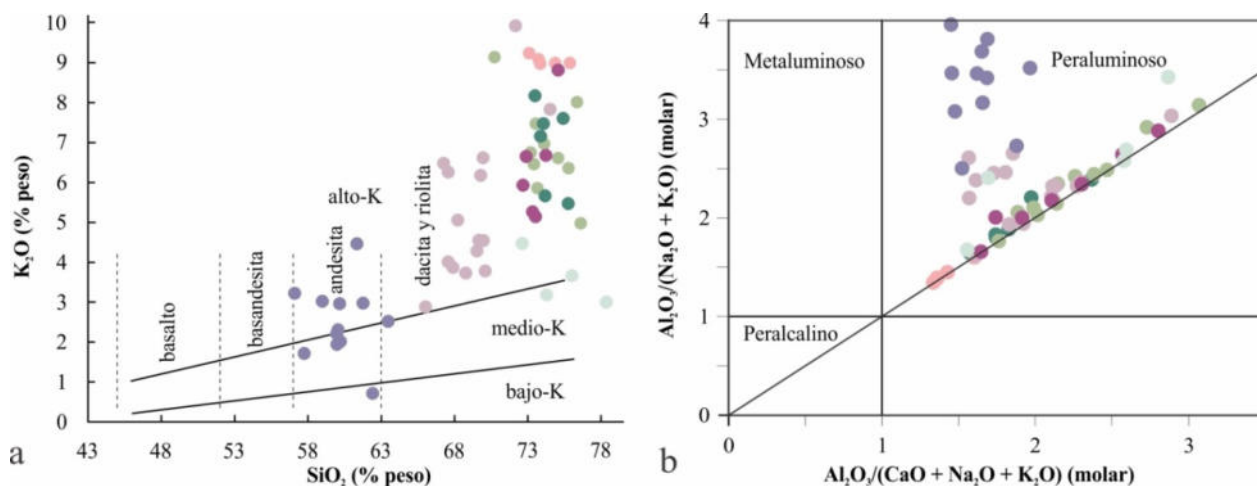 10
9
8
7
6
5
4
3
2
1
0
K₂O (% peso)
basalto
basandesita
andesita
dacita y riolita
alto-K
medio-K
bajo-K
43
48
53
58
63
68
73
78
SiO₂ (% peso)
a
4
3
2
1
0
Al₂O₃/(Na₂O + K₂O) (molar)
Metaluminoso
Peraluminoso
Peralcalino
0
1
2
3
Al₂O₃/(CaO + Na₂O + K₂O) (molar)
b